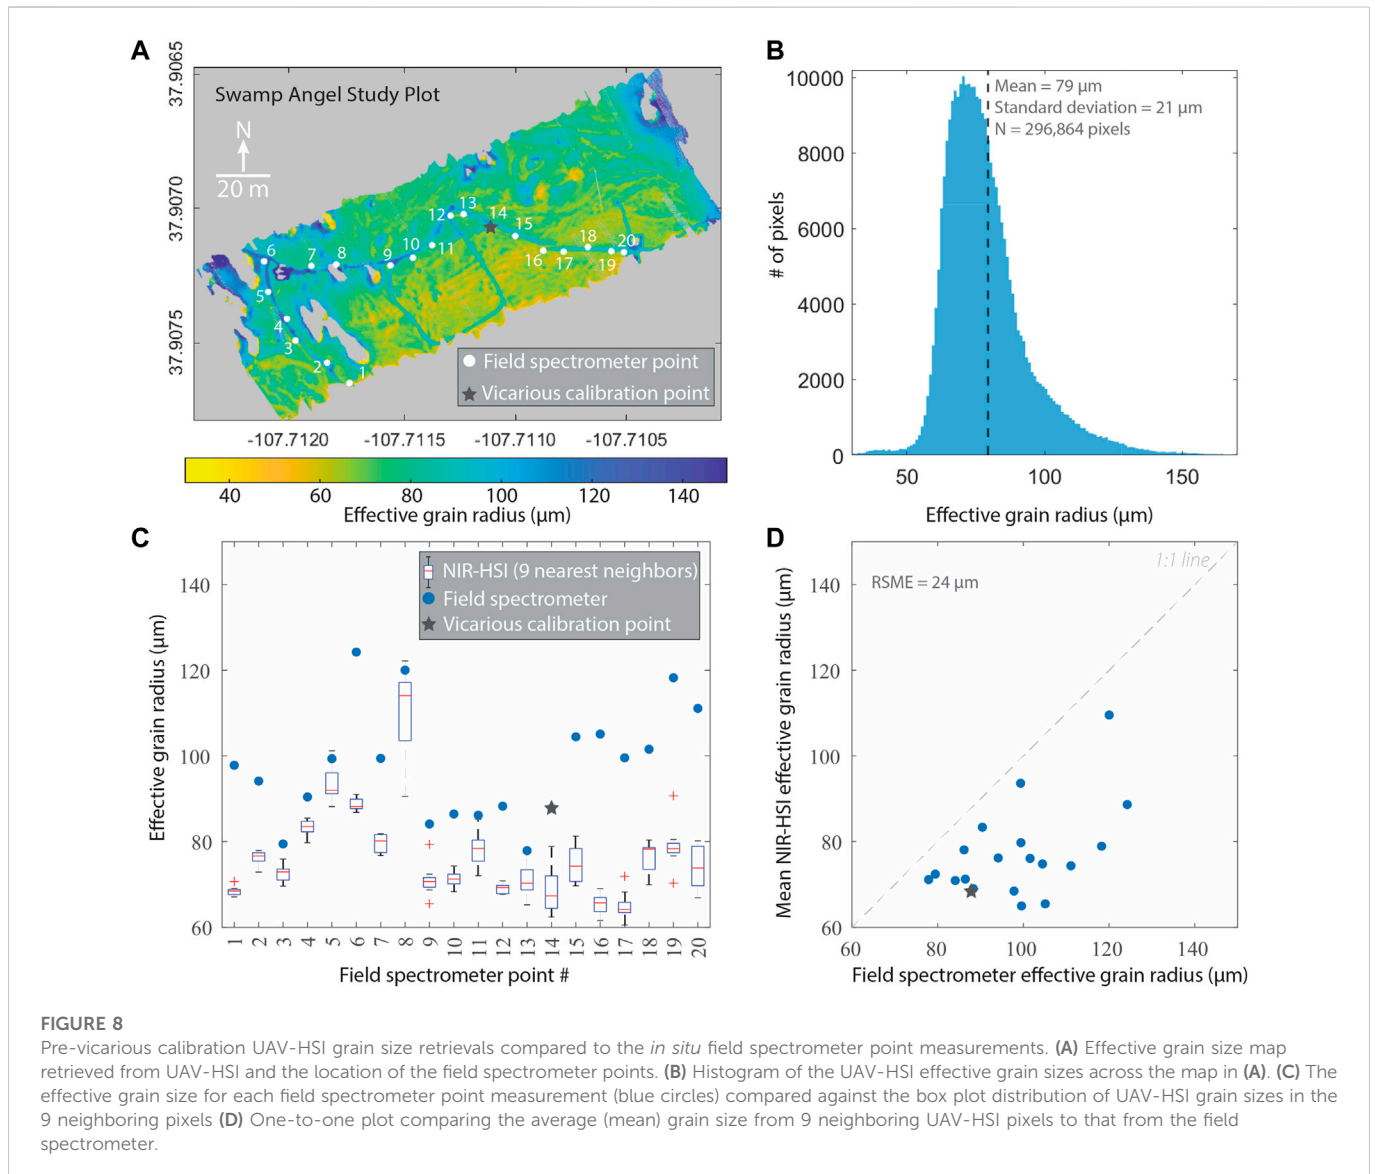 A
Swamp Angel Study Plot
N
20 m
37.9065
37.9070
37.9075
1
2
3
4
5
6
7
8
9
10
11
12
13
14
15
16
17
18
19
20
Field spectrometer point
Vicarious calibration point
-107.7120
-107.7115
-107.7110
-107.7105
40
60
80
100
120
140
Effective grain radius (μm)
B
Mean = 79 μm
Standard deviation = 21 μm
N = 296,864 pixels
# of pixels
10000
8000
6000
4000
2000
0
50
100
150
Effective grain radius (μm)
C
NIR-HSI (9 nearest neighbors)
Field spectrometer
Vicarious calibration point
Effective grain radius (μm)
140
120
100
80
60
1
2
3
4
5
6
7
8
9
10
11
12
13
14
15
16
17
18
19
20
Field spectrometer point #
D
1:1 line
RSME = 24 μm
Mean NIR-HSI effective grain radius (μm)
140
120
100
80
60
60
80
100
120
140
Field spectrometer effective grain radius (μm)
FIGURE 8
Pre-vicarious calibration UAV-HSI grain size retrievals compared to the in situ field spectrometer point measurements. (A) Effective grain size map
retrieved from UAV-HSI and the location of the field spectrometer points. (B) Histogram of the UAV-HSI effective grain sizes across the map in (A). (C) The
effective grain size for each field spectrometer point measurement (blue circles) compared against the box plot distribution of UAV-HSI grain sizes in the
9 neighboring pixels (D) One-to-one plot comparing the average (mean) grain size from 9 neighboring UAV-HSI pixels to that from the field
spectrometer.